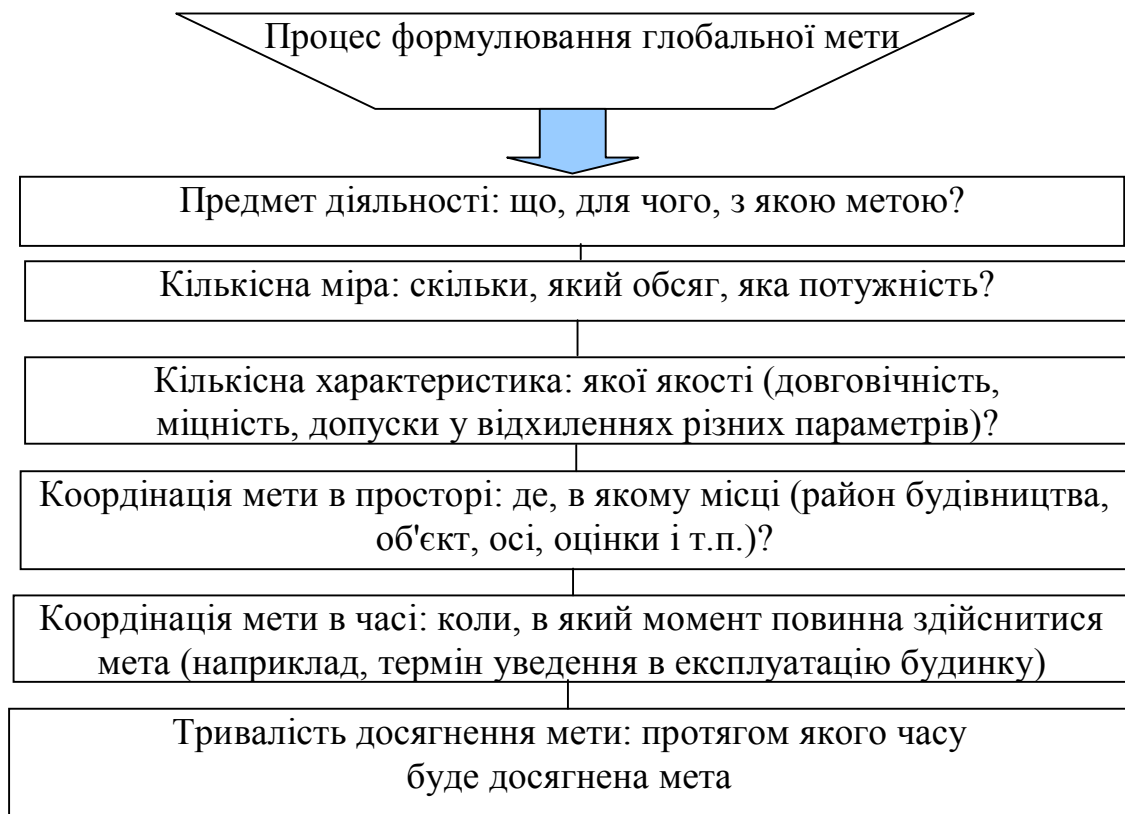 Процес формулювання глобальної мети
Предмет діяльності: що, для чого, з якою метою?
Кількісна міра: скільки, який обсяг, яка потужність?
Кількісна характеристика: якої якості (довговічність,
міцність, допуски у відхиленнях різних параметрів)?
Координація мети в просторі: де, в якому місці (район будівництва,
об'єкт, осі, оцінки і т.п.)?
Координація мети в часі: коли, в який момент повинна здійснитися
мета (наприклад, термін уведення в експлуатацію будинку)
Тривалість досягнення мети: протягом якого часу
буде досягнена мета